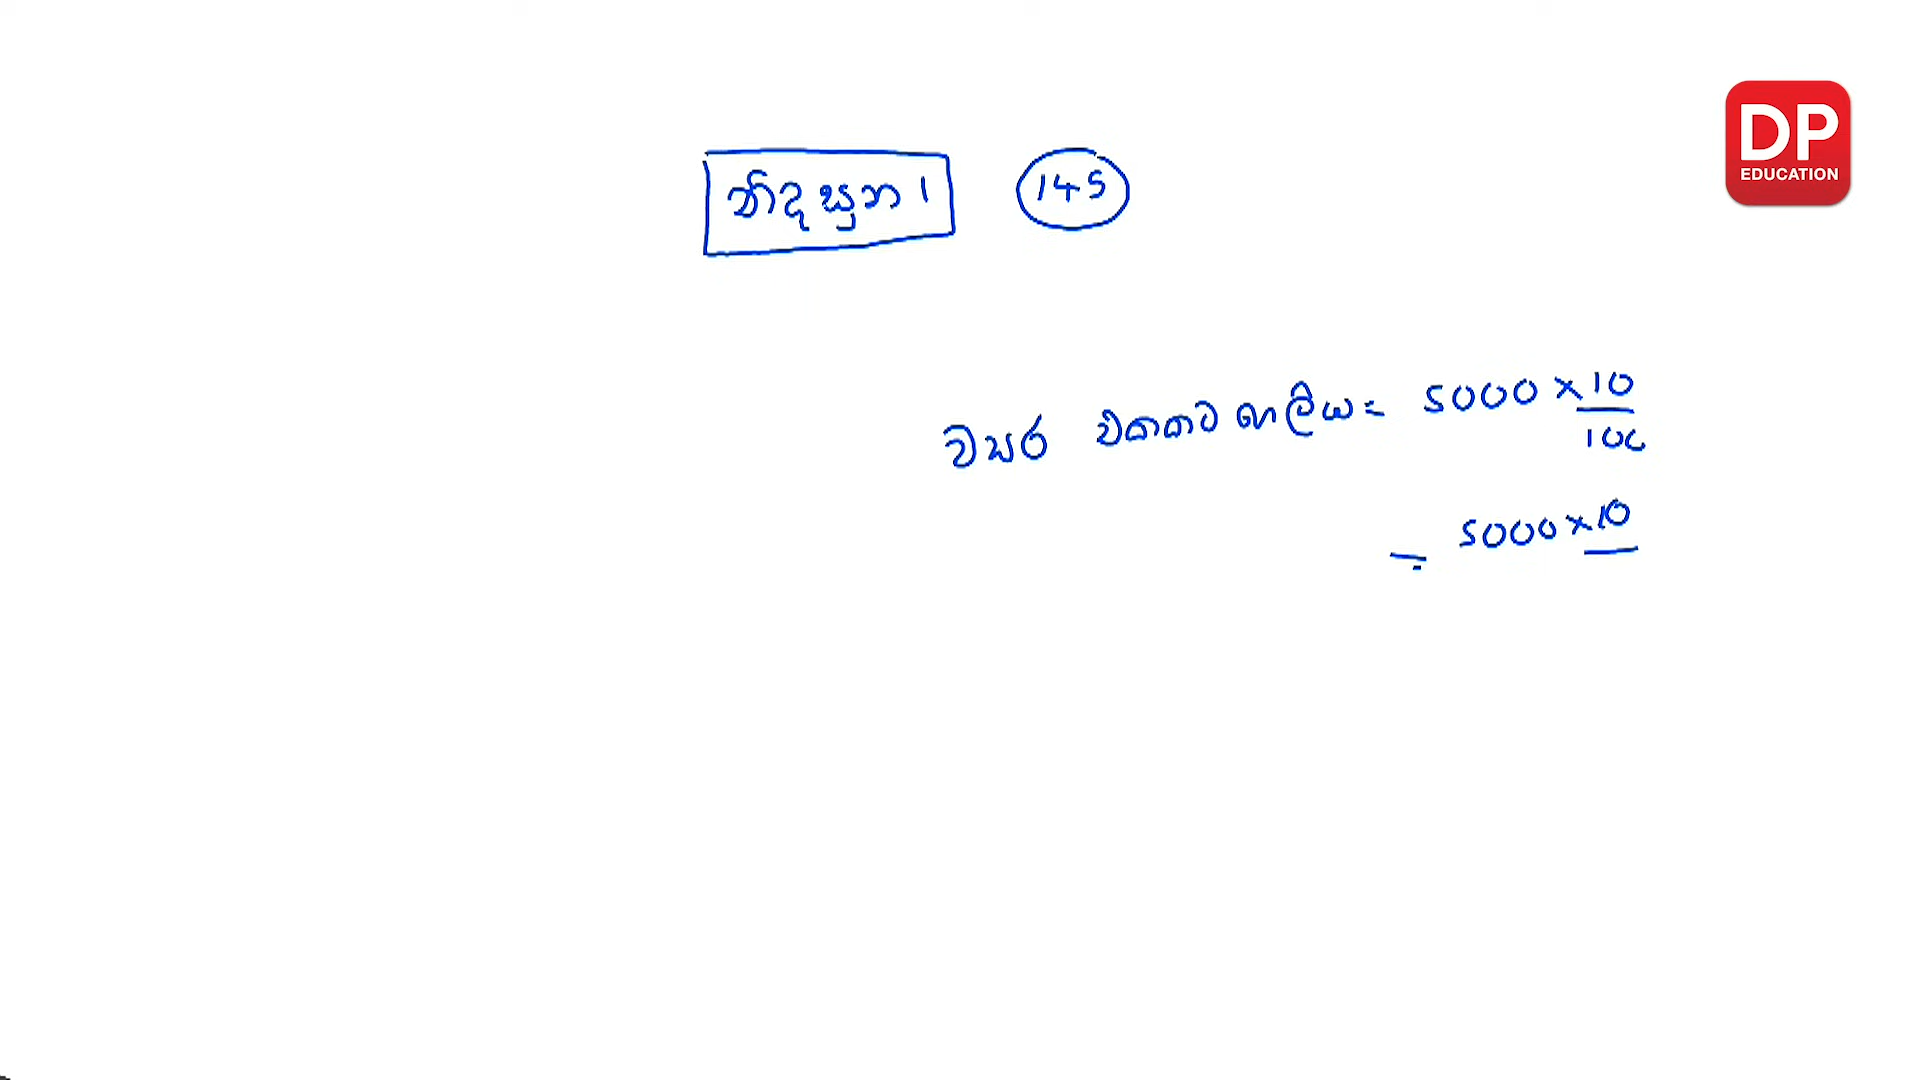 DP
EDUCATION
නිදසුන 1 145
වසර එකකට පොලිය = 5000 × 10/100
= 5000 × 10